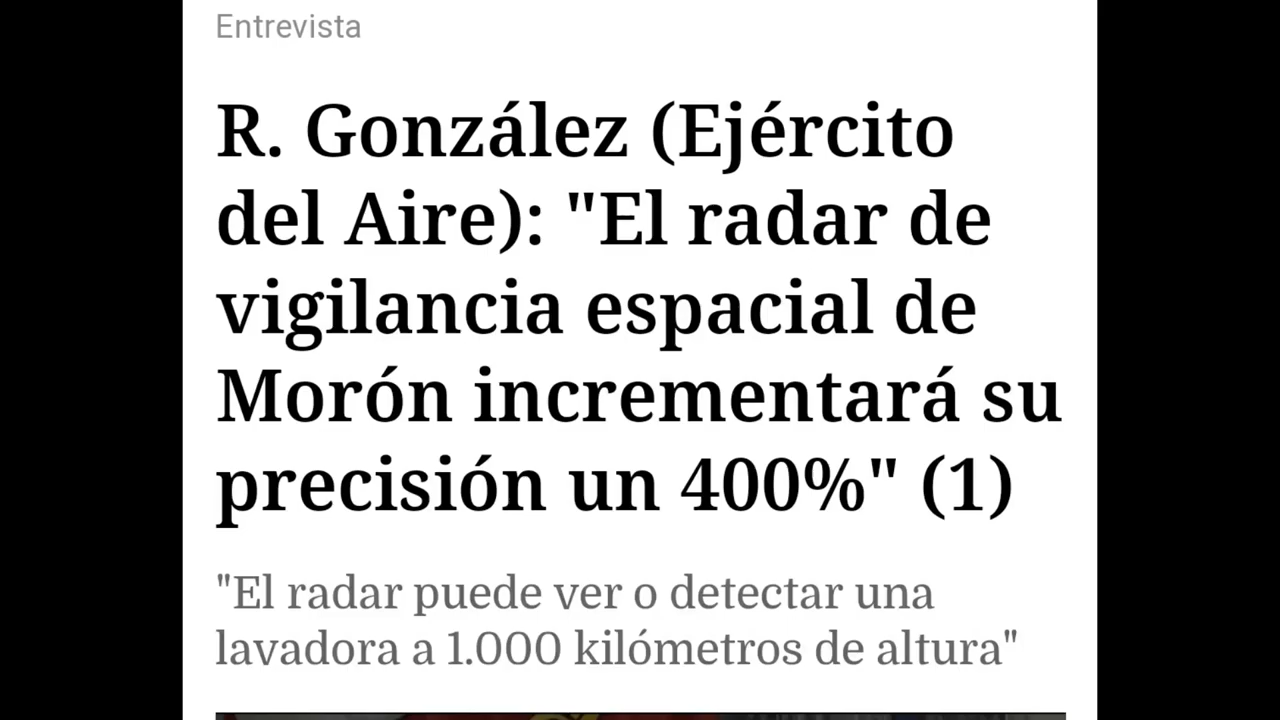 Entrevista
R. González (Ejército
del Aire): "El radar de
vigilancia espacial de
Morón incrementará su
precisión un 400%" (1)
"El radar puede ver o detectar una
lavadora a 1.000 kilómetros de altura"